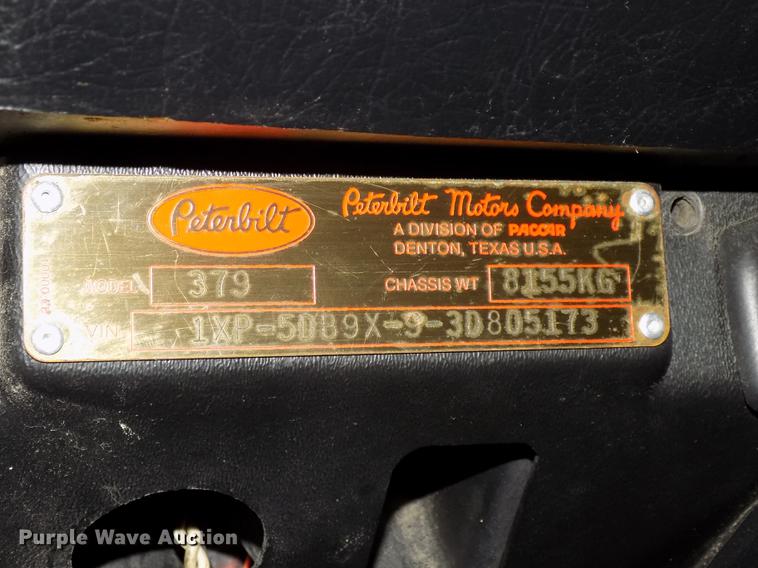 Peterbilt
Peterbilt Motors Company
A DIVISION OF PACCAR
DENTON, TEXAS U.S.A.
MODEL 379 CHASSIS WT 8155KG
VIN 1XP-5DB9X-9-3D805173
Purple Wave Auction